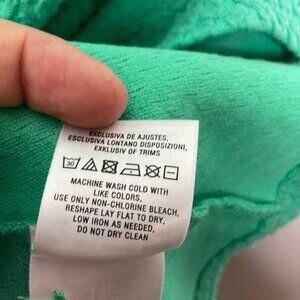 EXCLUSIVA DE AJUSTES,
ESCLUSIVA LONTANO DISPOSIZIONI,
EXKLUSIV OF TRIMS
30
MACHINE WASH COLD WITH
LIKE COLORS,
USE ONLY NON-CHLORINE BLEACH,
RESHAPE LAY FLAT TO DRY,
LOW IRON AS NEEDED,
DO NOT DRY CLEAN